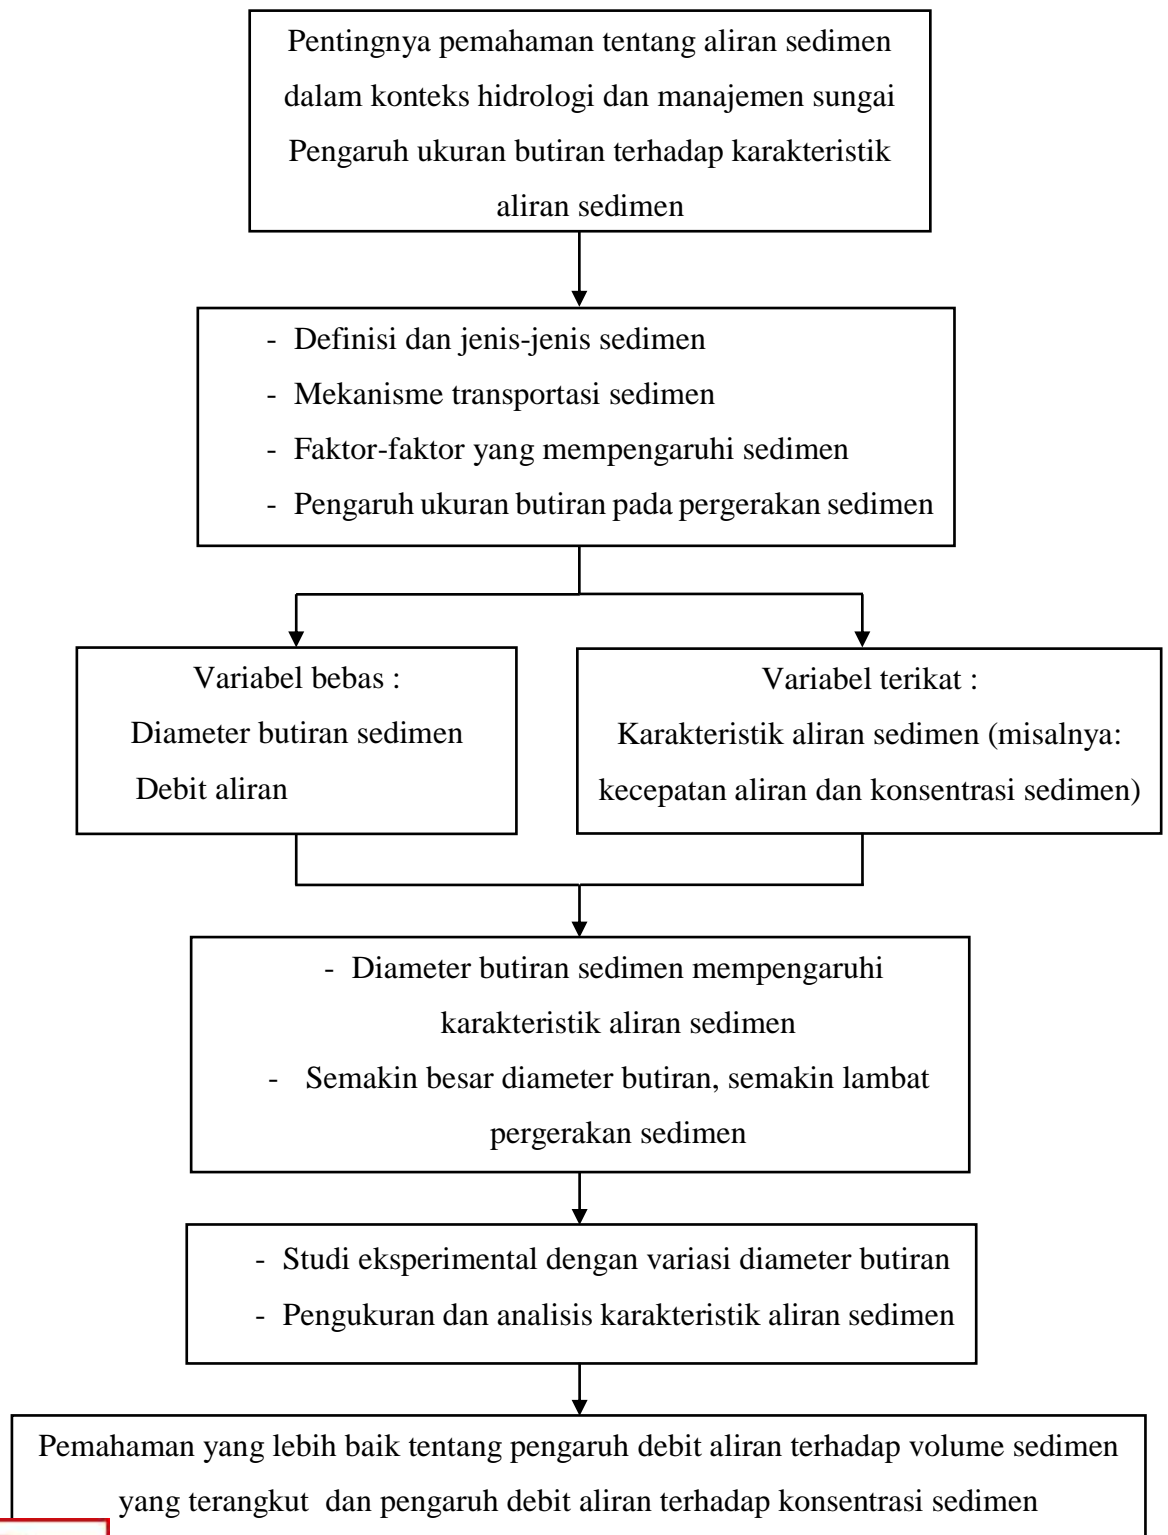 Pentingnya pemahaman tentang aliran sedimen
dalam konteks hidrologi dan manajemen sungai
Pengaruh ukuran butiran terhadap karakteristik
aliran sedimen
- Definisi dan jenis-jenis sedimen
- Mekanisme transportasi sedimen
- Faktor-faktor yang mempengaruhi sedimen
- Pengaruh ukuran butiran pada pergerakan sedimen
Variabel bebas :
Diameter butiran sedimen
Debit aliran
Variabel terikat :
Karakteristik aliran sedimen (misalnya:
kecepatan aliran dan konsentrasi sedimen)
- Diameter butiran sedimen mempengaruhi
karakteristik aliran sedimen
- Semakin besar diameter butiran, semakin lambat
pergerakan sedimen
- Studi eksperimental dengan variasi diameter butiran
- Pengukuran dan analisis karakteristik aliran sedimen
Pemahaman yang lebih baik tentang pengaruh debit aliran terhadap volume sedimen
yang terangkut dan pengaruh debit aliran terhadap konsentrasi sedimen